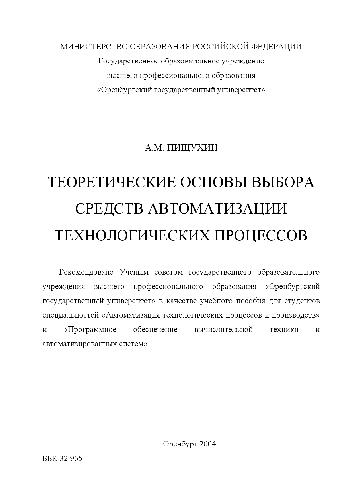 МИНИСТЕРСТВО ОБРАЗОВАНИЯ РОССИЙСКОЙ ФЕДЕРАЦИИ
Государственное образовательное учреждение
высшего профессионального образования
«Оренбургский государственный университет»
А.М. ПИЩУХИН
ТЕОРЕТИЧЕСКИЕ ОСНОВЫ ВЫБОРА
СРЕДСТВ АВТОМАТИЗАЦИИ
ТЕХНОЛОГИЧЕСКИХ ПРОЦЕССОВ
Рекомендовано Ученым советом государственного образовательного
учреждения высшего профессионального образования «Оренбургский
государственный университет» в качестве учебного пособия для студентов
специальностей «Автоматизация технологических процессов и производств»
и «Программное обеспечение вычислительной техники и
автоматизированных систем»
Оренбург 2004
ББК 32.965